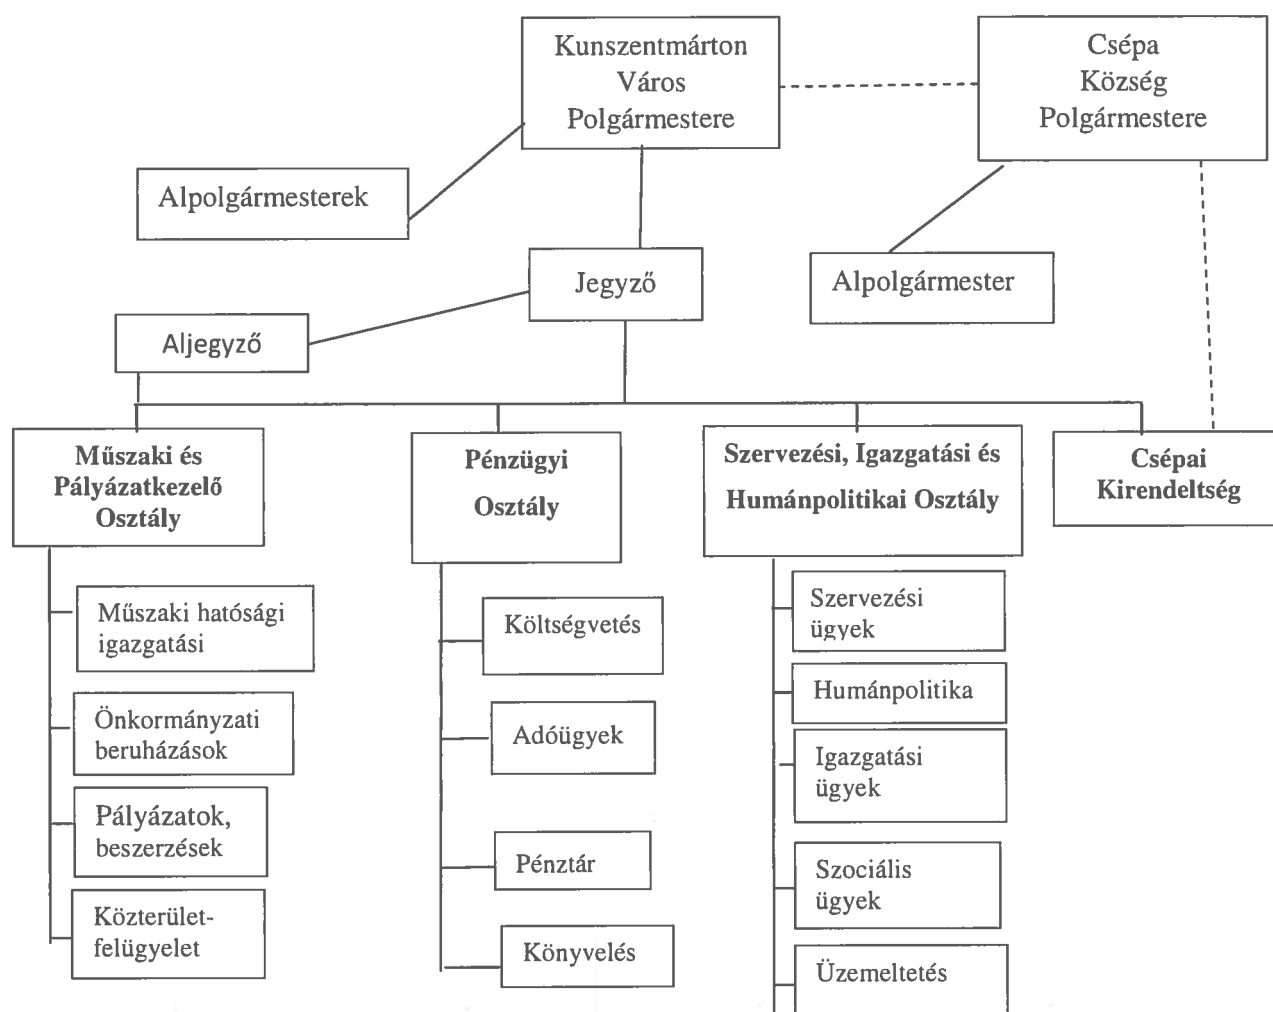 Kunszentmárton
Város
Polgármestere
Csépa
Község
Polgármestere
Alpolgármesterek
Jegyző
Alpolgármester
Aljegyző
Műszaki és
Pályázatkezelő
Osztály
Pénzügyi
Osztály
Szervezési, Igazgatási és
Humánpolitikai Osztály
Csépai
Kirendeltség
Műszaki hatósági
igazgatási
Önkormányzati
beruházások
Pályázatok,
beszerzések
Közterület-
felügyelet
Költségvetés
Adóügyek
Pénztár
Könyvelés
Szervezési
ügyek
Humánpolitika
Igazgatási
ügyek
Szociális
ügyek
Üzemeltetés